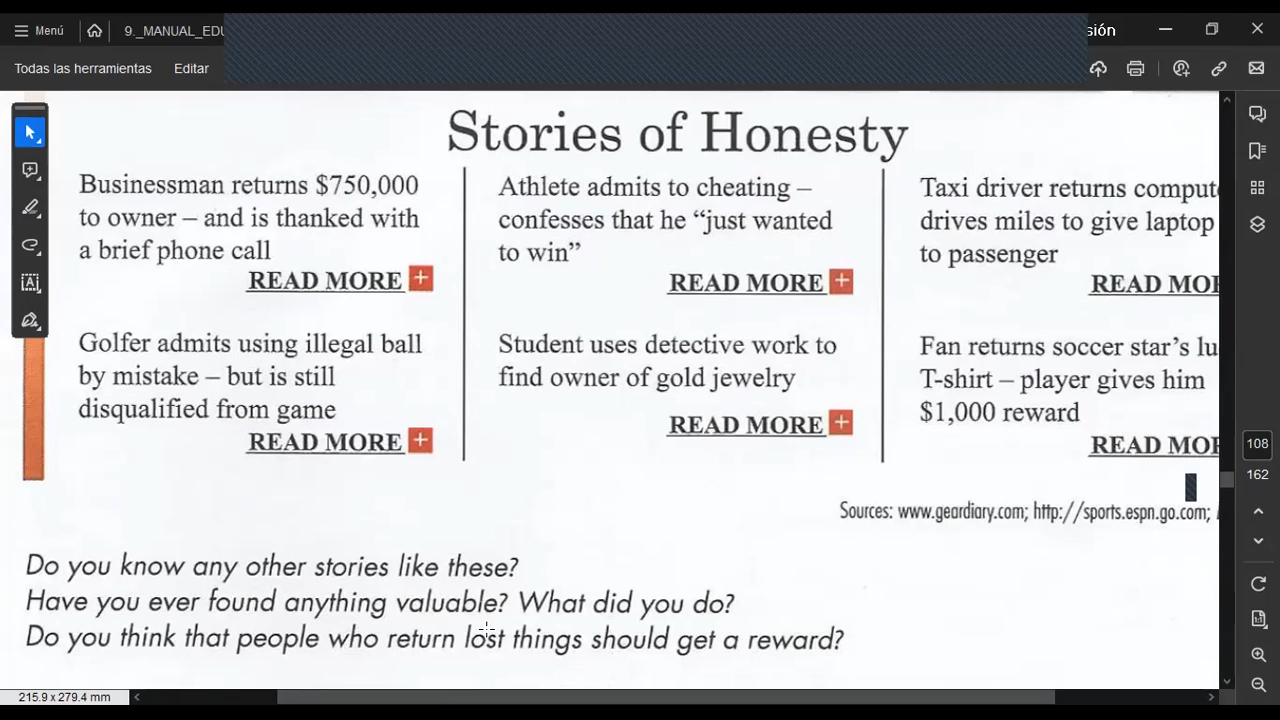 Menú
9._MANUAL_EDU
sión
Todas las herramientas
Editar
Stories of Honesty
Businessman returns $750,000
to owner – and is thanked with
a brief phone call
READ MORE +
Golfer admits using illegal ball
by mistake – but is still
disqualified from game
READ MORE +
Athlete admits to cheating –
confesses that he “just wanted
to win”
READ MORE +
Student uses detective work to
find owner of gold jewelry
READ MORE +
Taxi driver returns comput
drives miles to give laptop
to passenger
READ MO
Fan returns soccer star’s lu
T-shirt – player gives him
$1,000 reward
READ MO
Sources: www.geardiary.com; http://sports.espn.go.com;
Do you know any other stories like these?
Have you ever found anything valuable? What did you do?
Do you think that people who return lost things should get a reward?
108
162
215.9 x 279.4 mm